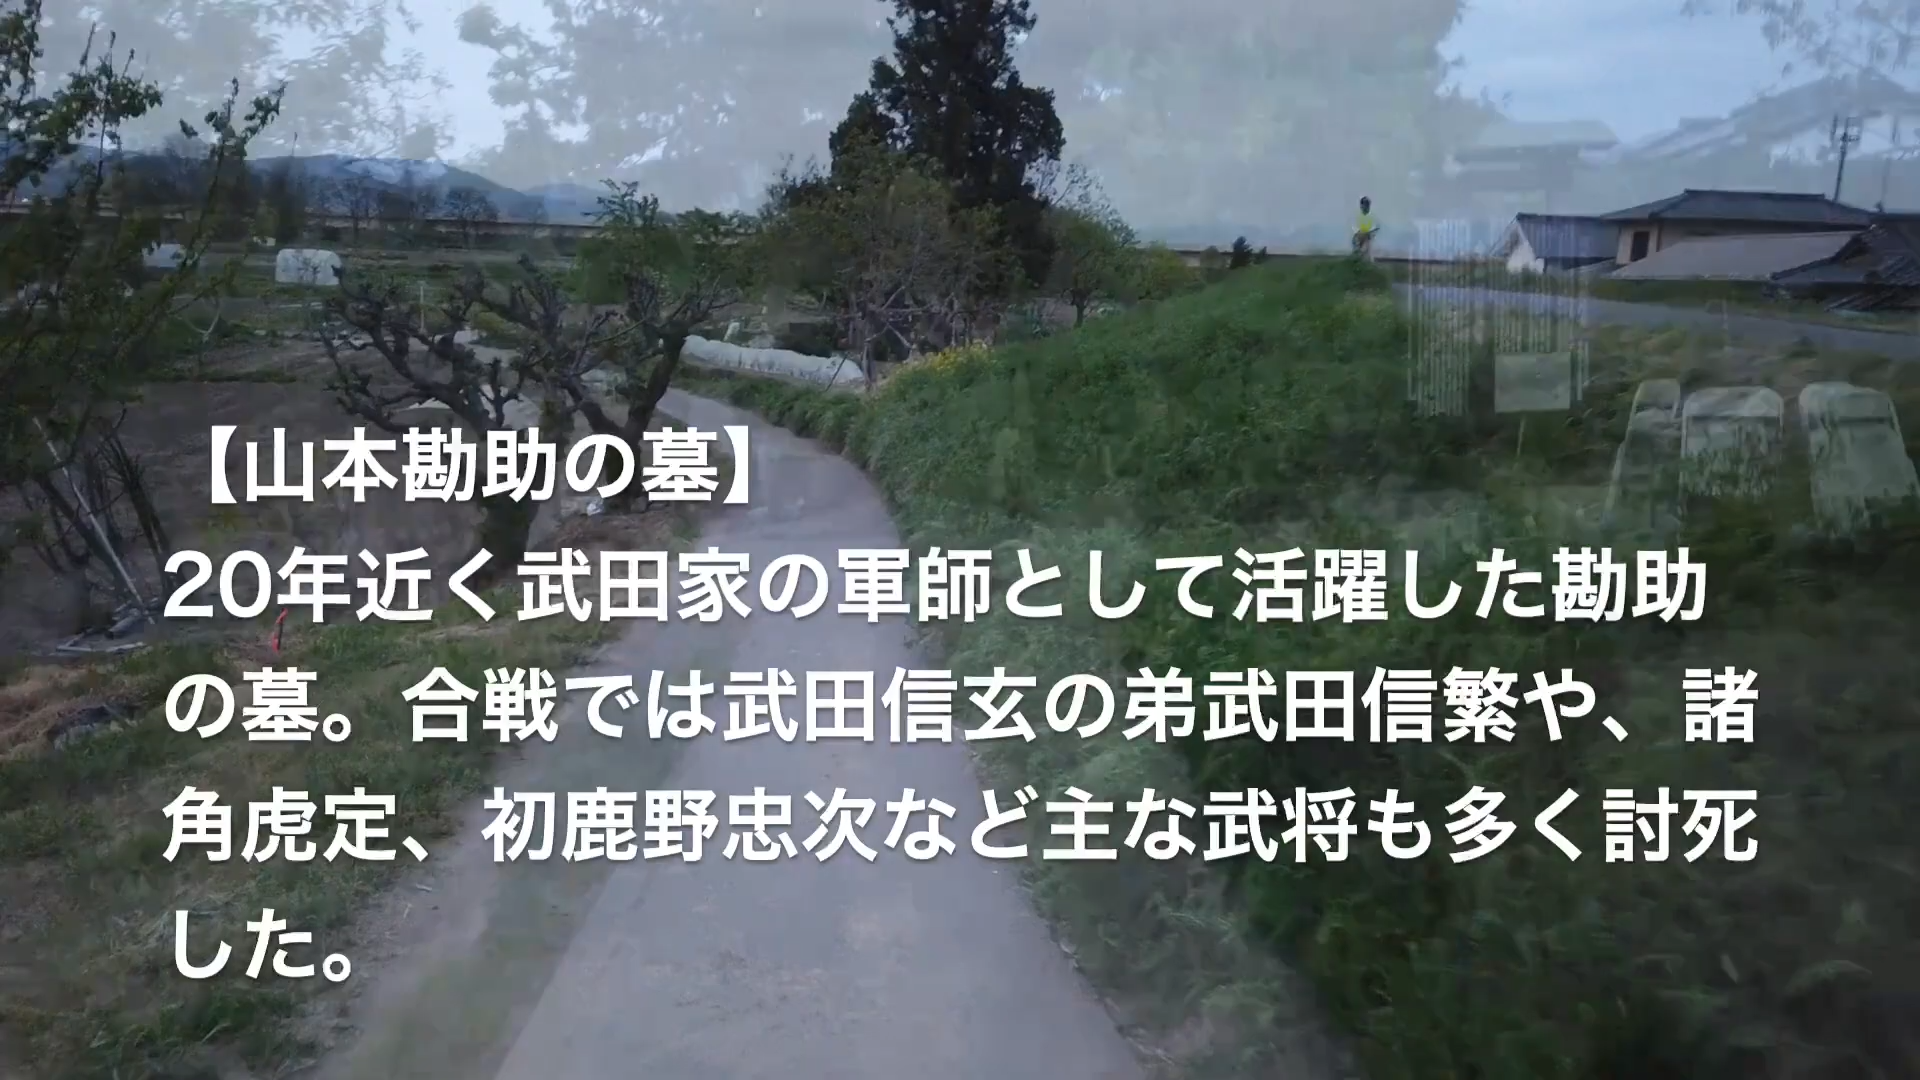 【山本勘助の墓】
20年近く武田家の軍師として活躍した勘助
の墓。合戦では武田信玄の弟武田信繁や、諸
角虎定、初鹿野忠次など主な武将も多く討死
した。